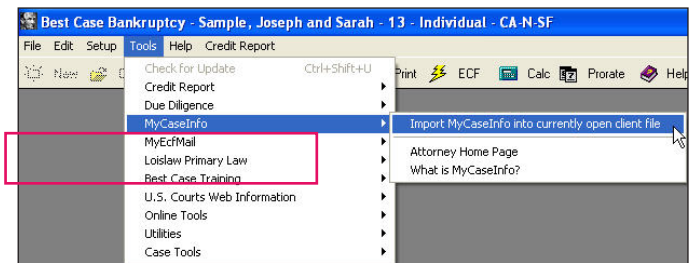 Best Case Bankruptcy - Sample, Joseph and Sarah - 13 - Individual - CA-N-SF
File Edit Setup Tools Help Credit Report
New Print ECF Calc Prorate Help
Check for Update Ctrl+Shift+U
Credit Report
Due Diligence
MyCaseInfo
Import MyCaseInfo into currently open client file
MyEcfMail
Attorney Home Page
Loislaw Primary Law
What is MyCaseInfo?
Best Case Training
U.S. Courts Web Information
Online Tools
Utilities
Case Tools